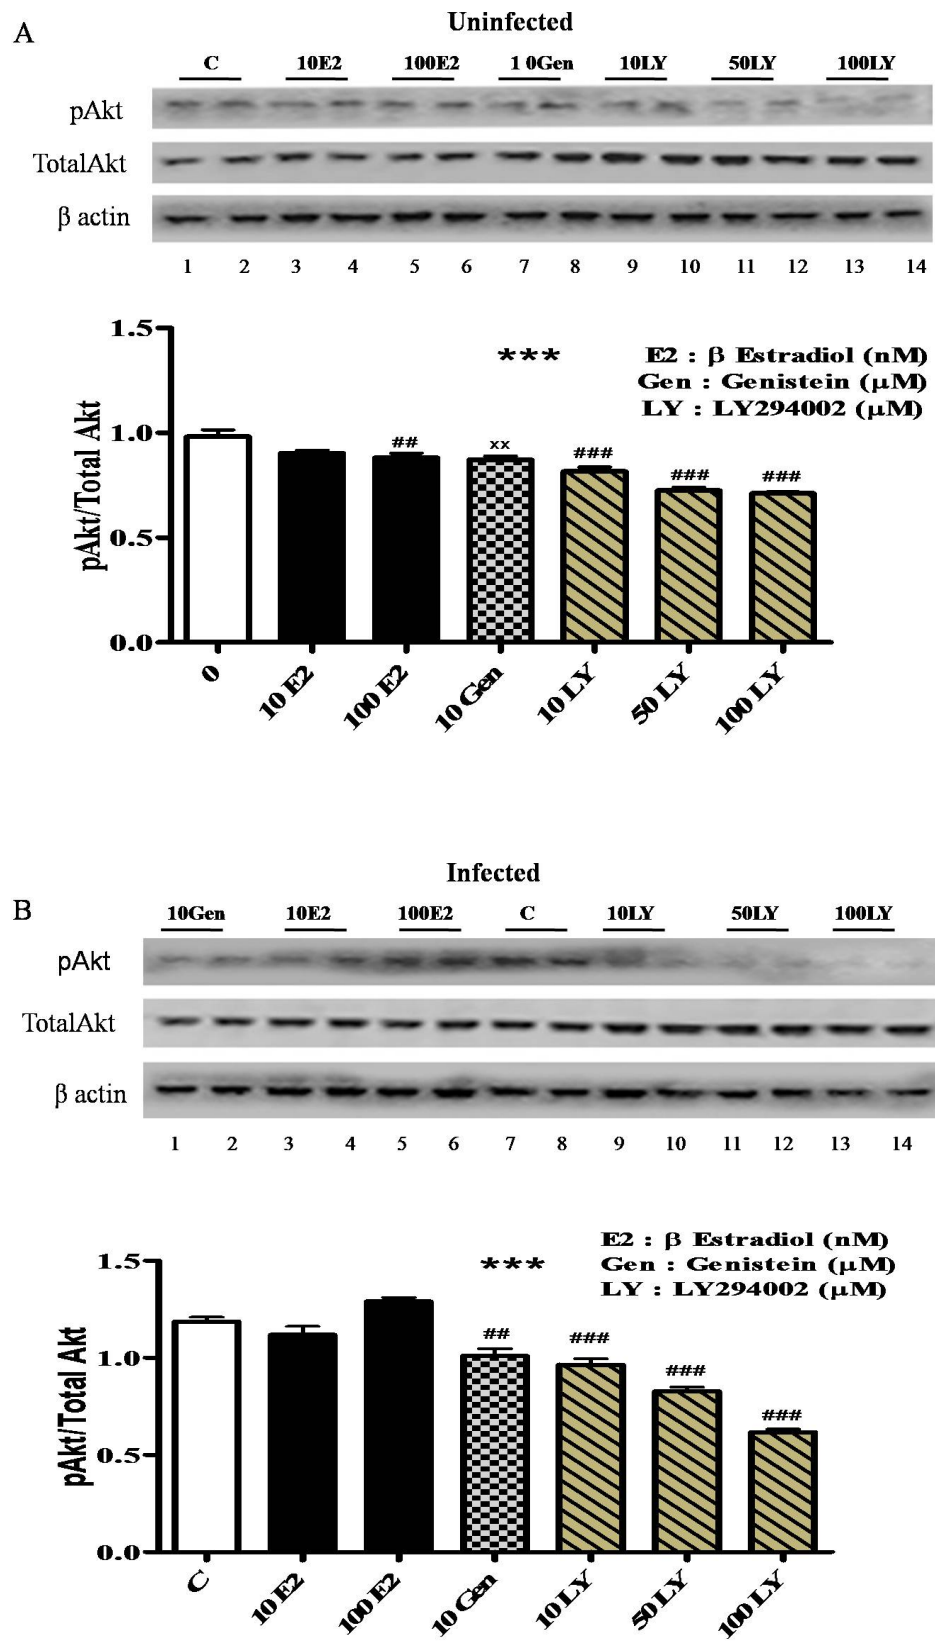 A
Uninfected
C 10E2 100E2 1 0Gen 10LY 50LY 100LY
pAkt
TotalAkt
β actin
1 2 3 4 5 6 7 8 9 10 11 12 13 14
1.5
***
E2 : β Estradiol (nM)
Gen : Genistein (μM)
LY : LY294002 (μM)
pAkt/Total Akt
1.0
## xx ### ### ###
0.5
0.0
0 10 E2 100 E2 10 Gen 10 LY 50 LY 100 LY
Infected
B
10Gen 10E2 100E2 C 10LY 50LY 100LY
pAkt
TotalAkt
β actin
1 2 3 4 5 6 7 8 9 10 11 12 13 14
E2 : β Estradiol (nM)
1.5
***
Gen : Genistein (μM)
LY : LY294002 (μM)
pAkt/Total Akt
## ### ### ###
1.0
0.5
0.0
C 10 E2 100 E2 10 Gen 10 LY 50 LY 100 LY